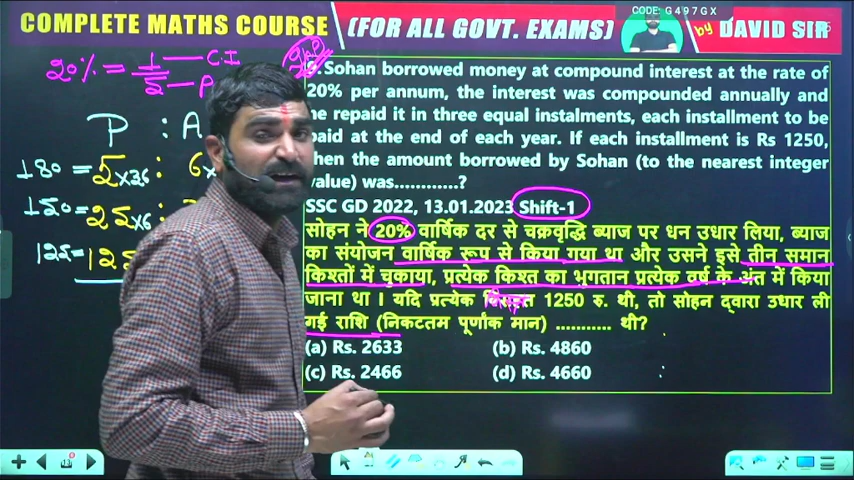 CODE: G497GX
COMPLETE MATHS COURSE (FOR ALL GOVT. EXAMS) by DAVID SIR
20% = 1/5 — C.I — P
Sohan borrowed money at compound interest at the rate of
20% per annum, the interest was compounded annually and
he repaid it in three equal instalments, each installment to be
paid at the end of each year. If each installment is Rs 1250,
then the amount borrowed by Sohan (to the nearest integer
value) was............?
SSC GD 2022, 13.01.2023 Shift-1
सोहन ने 20% वार्षिक दर से चक्रवृद्धि ब्याज पर धन उधार लिया, ब्याज
का संयोजन वार्षिक रूप से किया गया था और उसने इसे तीन समान
किश्तों में चुकाया, प्रत्येक किश्त का भुगतान प्रत्येक वर्ष के अंत में किया
जाना था । यदि प्रत्येक 1250 रु. थी, तो सोहन द्वारा उधार ली
गई राशि (निकटतम पूर्णांक मान) ........... थी?
(a) Rs. 2633 (b) Rs. 4860
(c) Rs. 2466 (d) Rs. 4660
P : A
180 = 5×36 : 6×
150 = 25×6 :
125 = 125